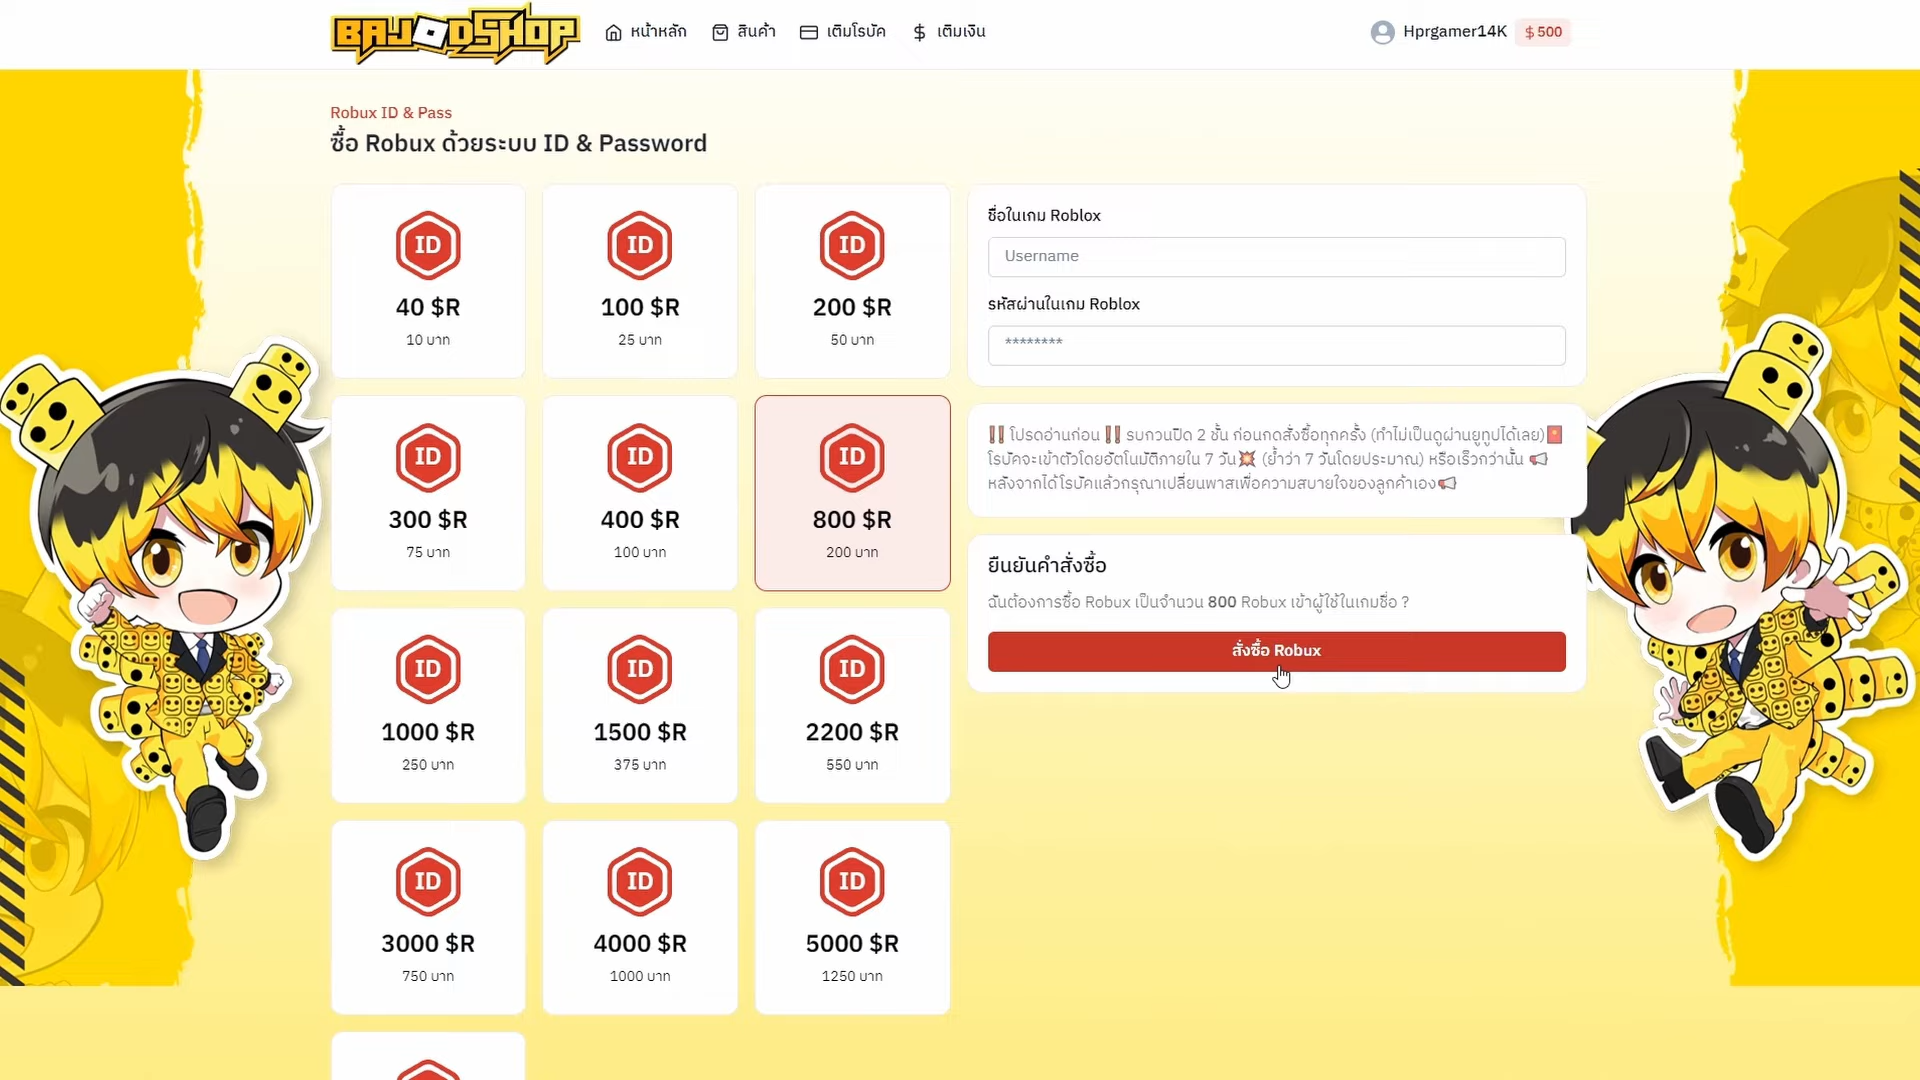 BAJODSHOP
หน้าหลัก
สินค้า
เติมโรบัค
เติมเงิน
Hprgamer14K
$ 500
Robux ID & Pass
ซื้อ Robux ด้วยระบบ ID & Password
ID
40 $R
10 บาท
ID
100 $R
25 บาท
ID
200 $R
50 บาท
ID
300 $R
75 บาท
ID
400 $R
100 บาท
ID
800 $R
200 บาท
ID
1000 $R
250 บาท
ID
1500 $R
375 บาท
ID
2200 $R
550 บาท
ID
3000 $R
750 บาท
ID
4000 $R
1000 บาท
ID
5000 $R
1250 บาท
ชื่อในเกม Roblox
Username
รหัสผ่านในเกม Roblox
********
‼️ โปรดอ่านก่อน ‼️ รบกวนปิด 2 ชั้น ก่อนกดสั่งซื้อทุกครั้ง (ทำไม่เป็นดูผ่านยูทูปได้เลย)
โรบัคจะเข้าตัวโดยอัตโนมัติภายใน 7 วัน💥 (ย้ำว่า 7 วันโดยประมาณ) หรือเร็วกว่านั้น 📢
หลังจากได้โรบัคแล้วกรุณาเปลี่ยนพาสเพื่อความสบายใจของลูกค้าเอง📢
ยืนยันคำสั่งซื้อ
ฉันต้องการซื้อ Robux เป็นจำนวน 800 Robux เข้าผู้ใช้ในเกมชื่อ ?
สั่งซื้อ Robux